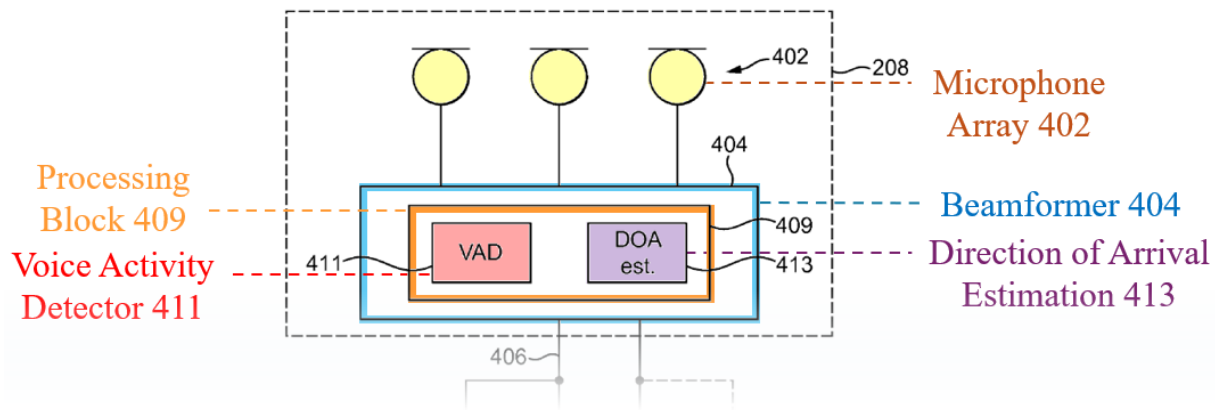 402
208
Microphone
Array 402
404
Processing
Block 409
Beamformer 404
409
VAD
DOA
est.
Voice Activity
Detector 411
411
413
Direction of Arrival
Estimation 413
406